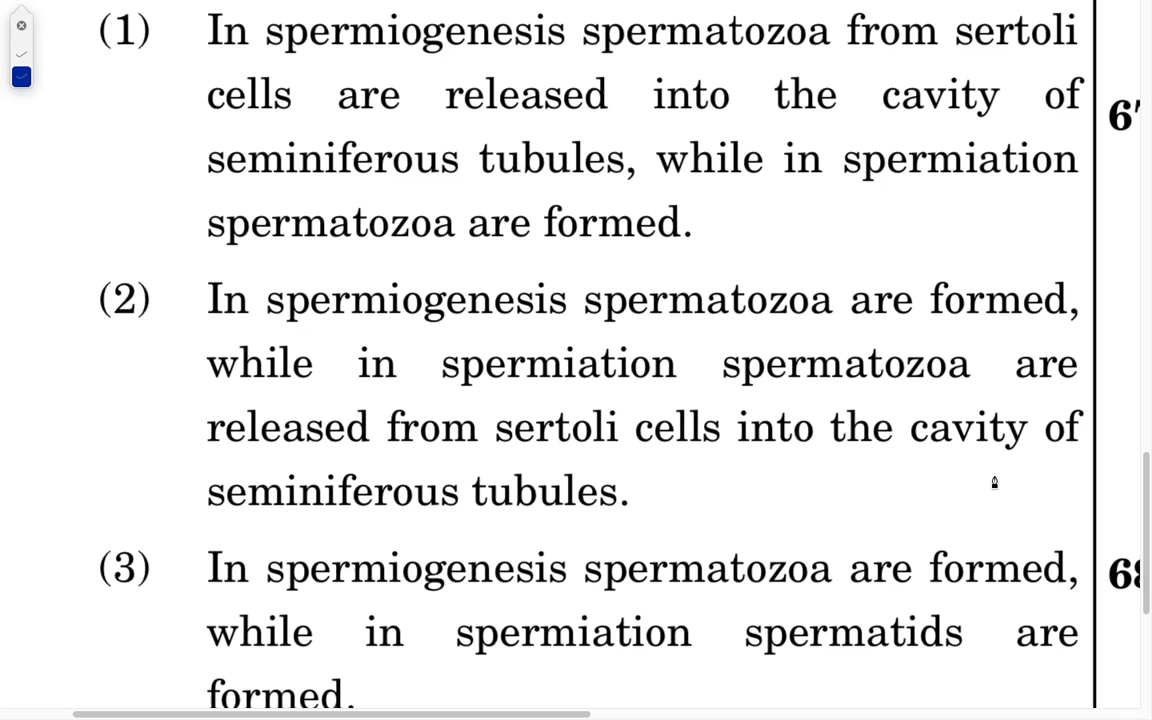 (1) In spermiogenesis spermatozoa from sertoli
cells are released into the cavity of
seminiferous tubules, while in spermiation
spermatozoa are formed.
(2) In spermiogenesis spermatozoa are formed,
while in spermiation spermatozoa are
released from sertoli cells into the cavity of
seminiferous tubules.
(3) In spermiogenesis spermatozoa are formed,
while in spermiation spermatids are
formed.